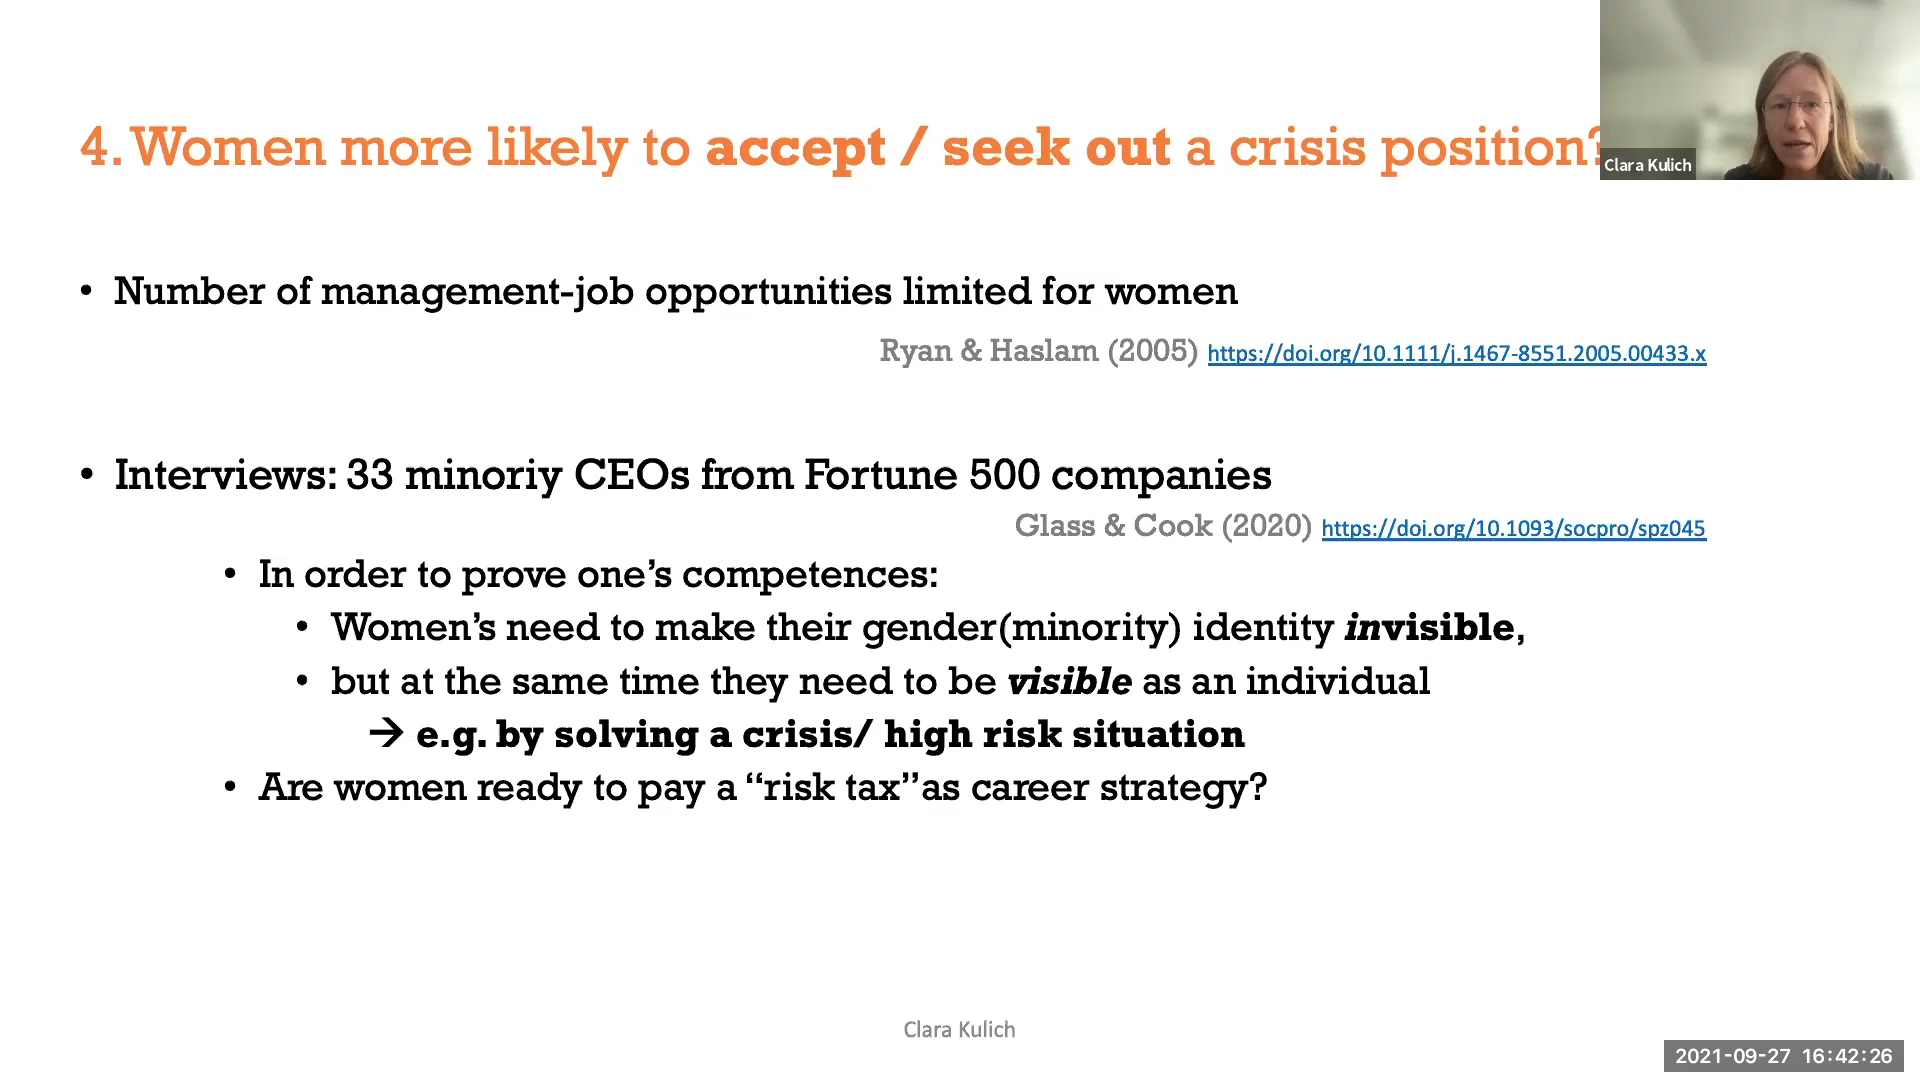 4. Women more likely to accept / seek out a crisis position?
Clara Kulich
• Number of management-job opportunities limited for women
Ryan & Haslam (2005) https://doi.org/10.1111/j.1467-8551.2005.00433.x
• Interviews: 33 minoriy CEOs from Fortune 500 companies
Glass & Cook (2020) https://doi.org/10.1093/socpro/spz045
• In order to prove one's competences:
• Women's need to make their gender(minority) identity invisible,
• but at the same time they need to be visible as an individual
→ e.g. by solving a crisis/ high risk situation
• Are women ready to pay a “risk tax”as career strategy?
Clara Kulich
2021-09-27 16:42:26